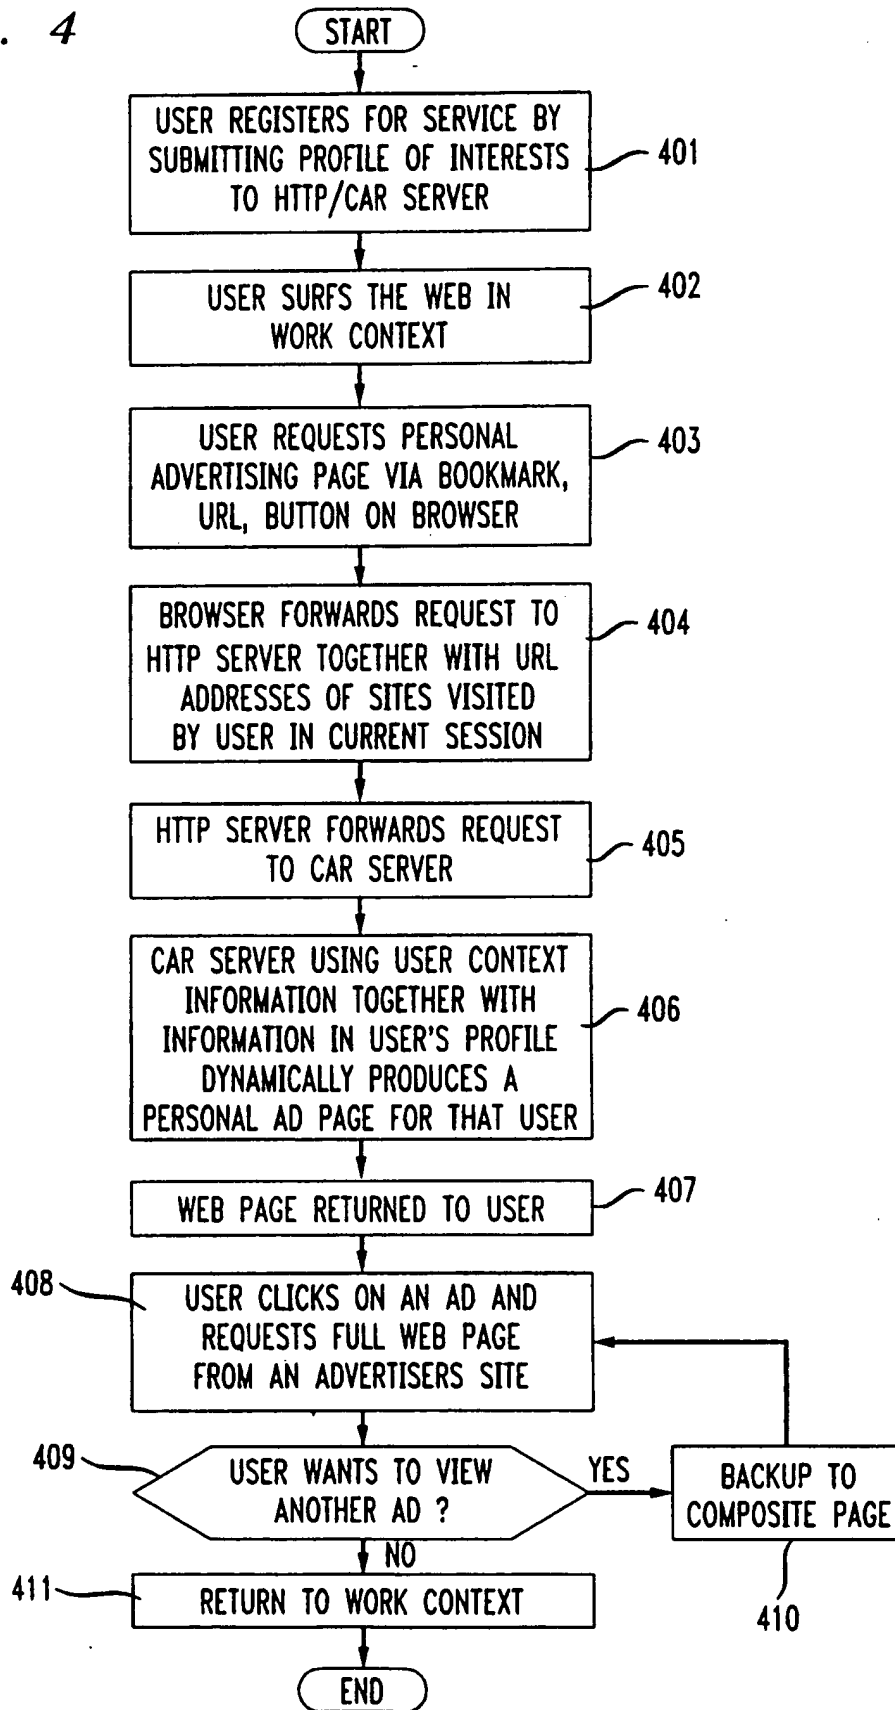 . 4
START
USER REGISTERS FOR SERVICE BY
SUBMITTING PROFILE OF INTERESTS
TO HTTP/CAR SERVER
401
USER SURFS THE WEB IN
WORK CONTEXT
402
USER REQUESTS PERSONAL
ADVERTISING PAGE VIA BOOKMARK,
URL, BUTTON ON BROWSER
403
BROWSER FORWARDS REQUEST TO
HTTP SERVER TOGETHER WITH URL
ADDRESSES OF SITES VISITED
BY USER IN CURRENT SESSION
404
HTTP SERVER FORWARDS REQUEST
TO CAR SERVER
405
CAR SERVER USING USER CONTEXT
INFORMATION TOGETHER WITH
INFORMATION IN USER'S PROFILE
DYNAMICALLY PRODUCES A
PERSONAL AD PAGE FOR THAT USER
406
WEB PAGE RETURNED TO USER
407
408
USER CLICKS ON AN AD AND
REQUESTS FULL WEB PAGE
FROM AN ADVERTISERS SITE
409
USER WANTS TO VIEW
ANOTHER AD ?
YES
BACKUP TO
COMPOSITE PAGE
410
NO
411
RETURN TO WORK CONTEXT
END